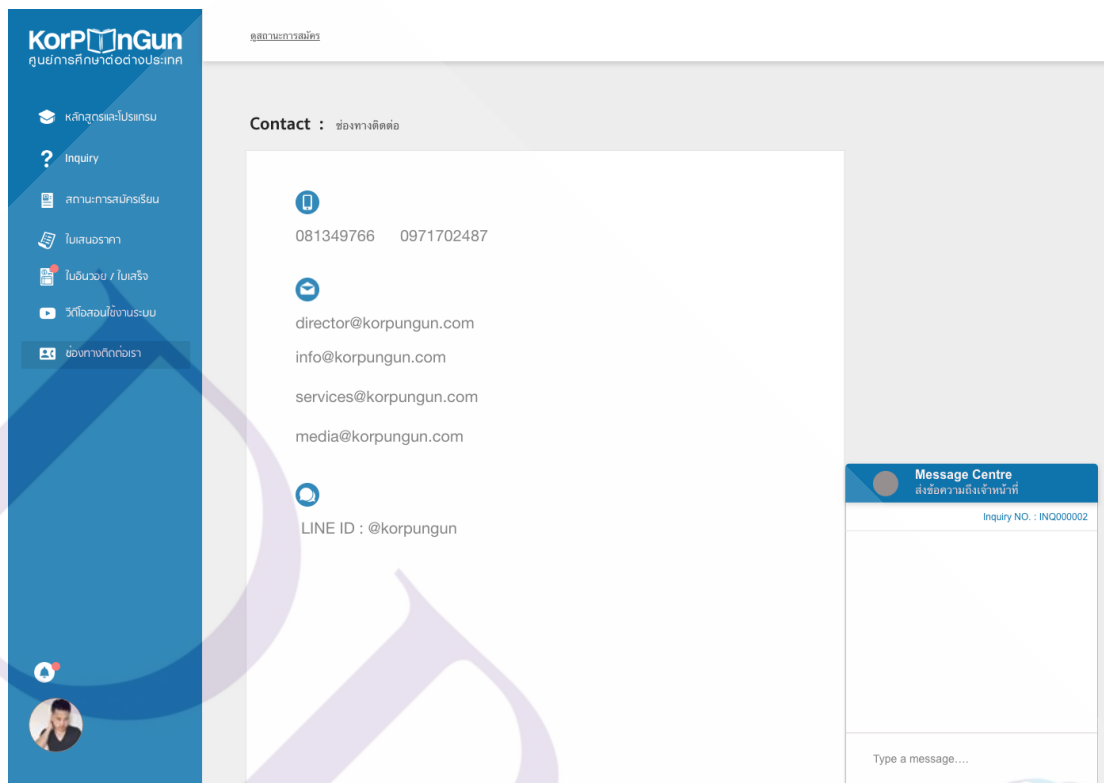 KorPunGun
ศูนย์การศึกษาต่อต่างประเทศ
หลักสูตรและโปรแกรม
Inquiry
สถานะการสมัครเรียน
ใบเสนอราคา
ใบอินวอย / ใบเสร็จ
วีดีโอสอนใช้งานระบบ
ช่องทางติดต่อเรา
ดูสถานะการสมัคร
Contact : ช่องทางติดต่อ
081349766 0971702487
director@korpungun.com
info@korpungun.com
services@korpungun.com
media@korpungun.com
LINE ID : @korpungun
Message Centre
ส่งข้อความถึงเจ้าหน้าที่
Inquiry NO. : INQ000002
Type a message....